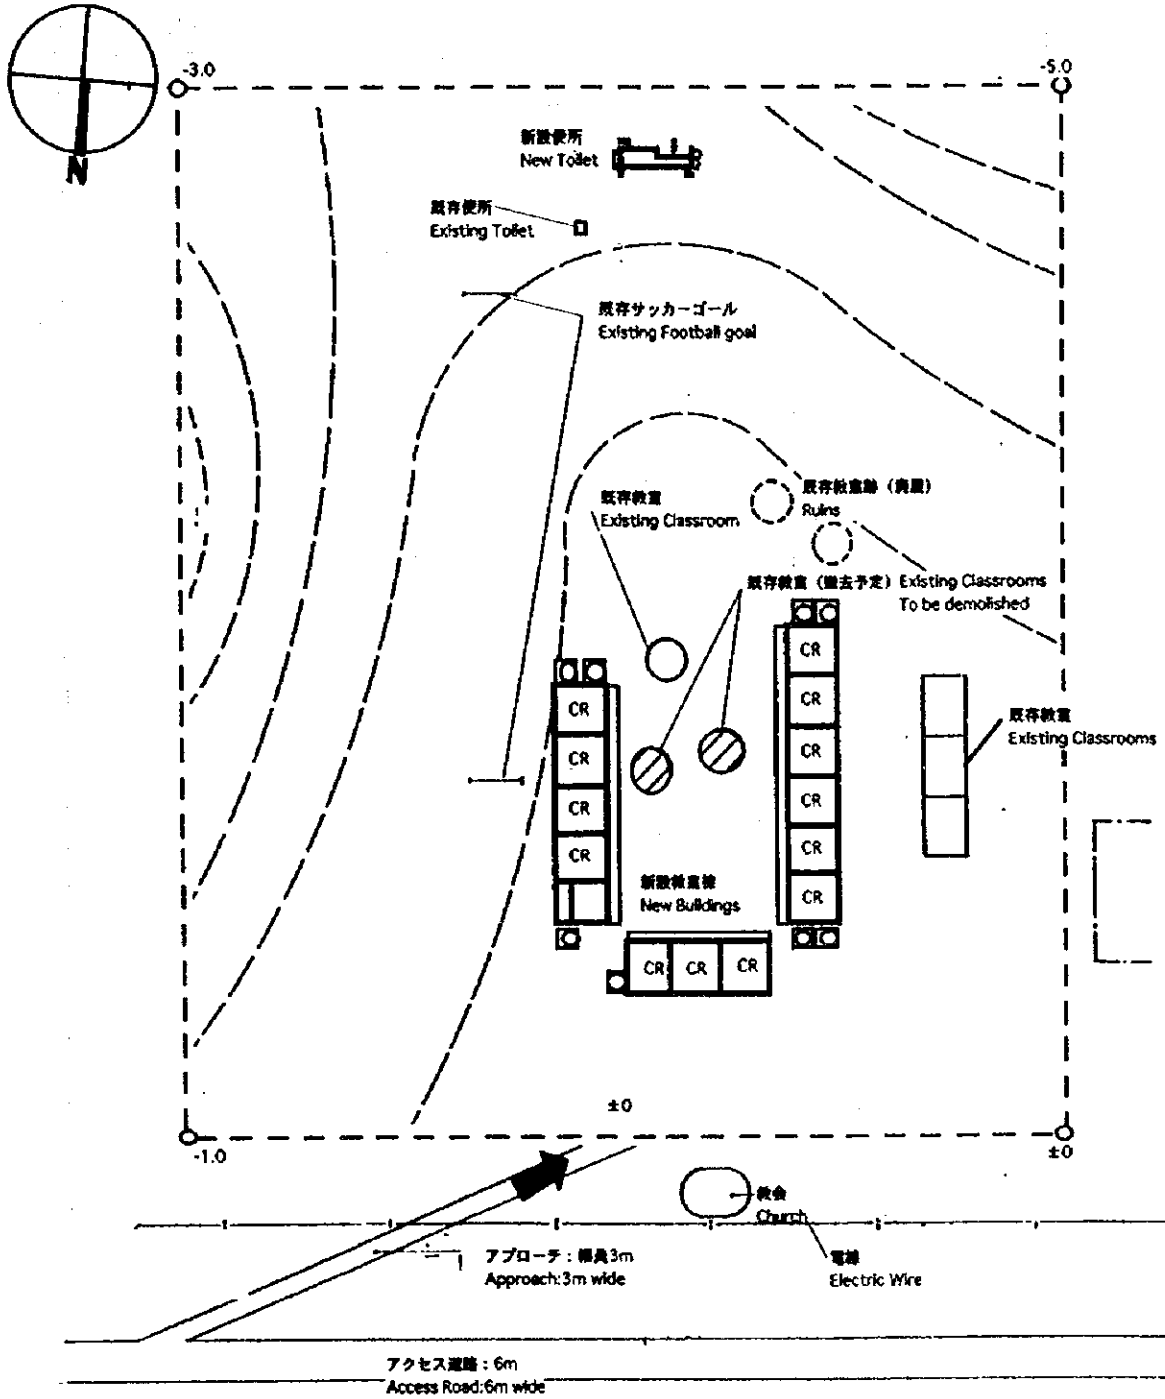 -3.0
-5.0
N
新設便所
New Toilet
既存便所
Existing Toilet
既存サッカーゴール
Existing Football goal
既存教室
Existing Classroom
既存教室跡（廃屋）
Ruins
既存教室（撤去予定）
Existing Classrooms
To be demolished
CR
CR
CR
CR
CR
CR
CR
CR
CR
CR
既存教室
Existing Classrooms
新設教室棟
New Buildings
CR
CR
CR
±0
-1.0
±0
教会
Church
アプローチ：幅員3m
Approach:3m wide
電線
Electric Wire
アクセス道路：6m
Access Road:6m wide